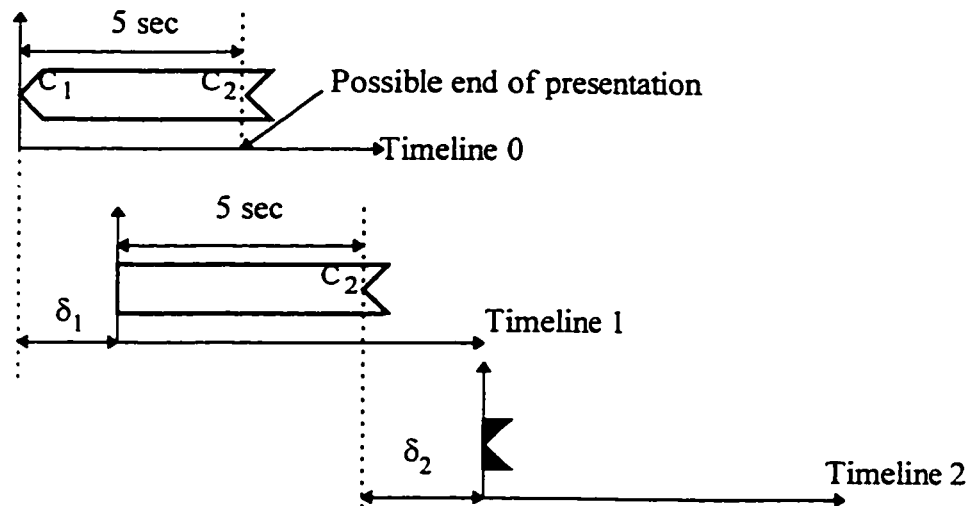 5 sec
C₁ C₂
Possible end of presentation
Timeline 0
5 sec
C₂
δ₁
Timeline 1
δ₂
Timeline 2